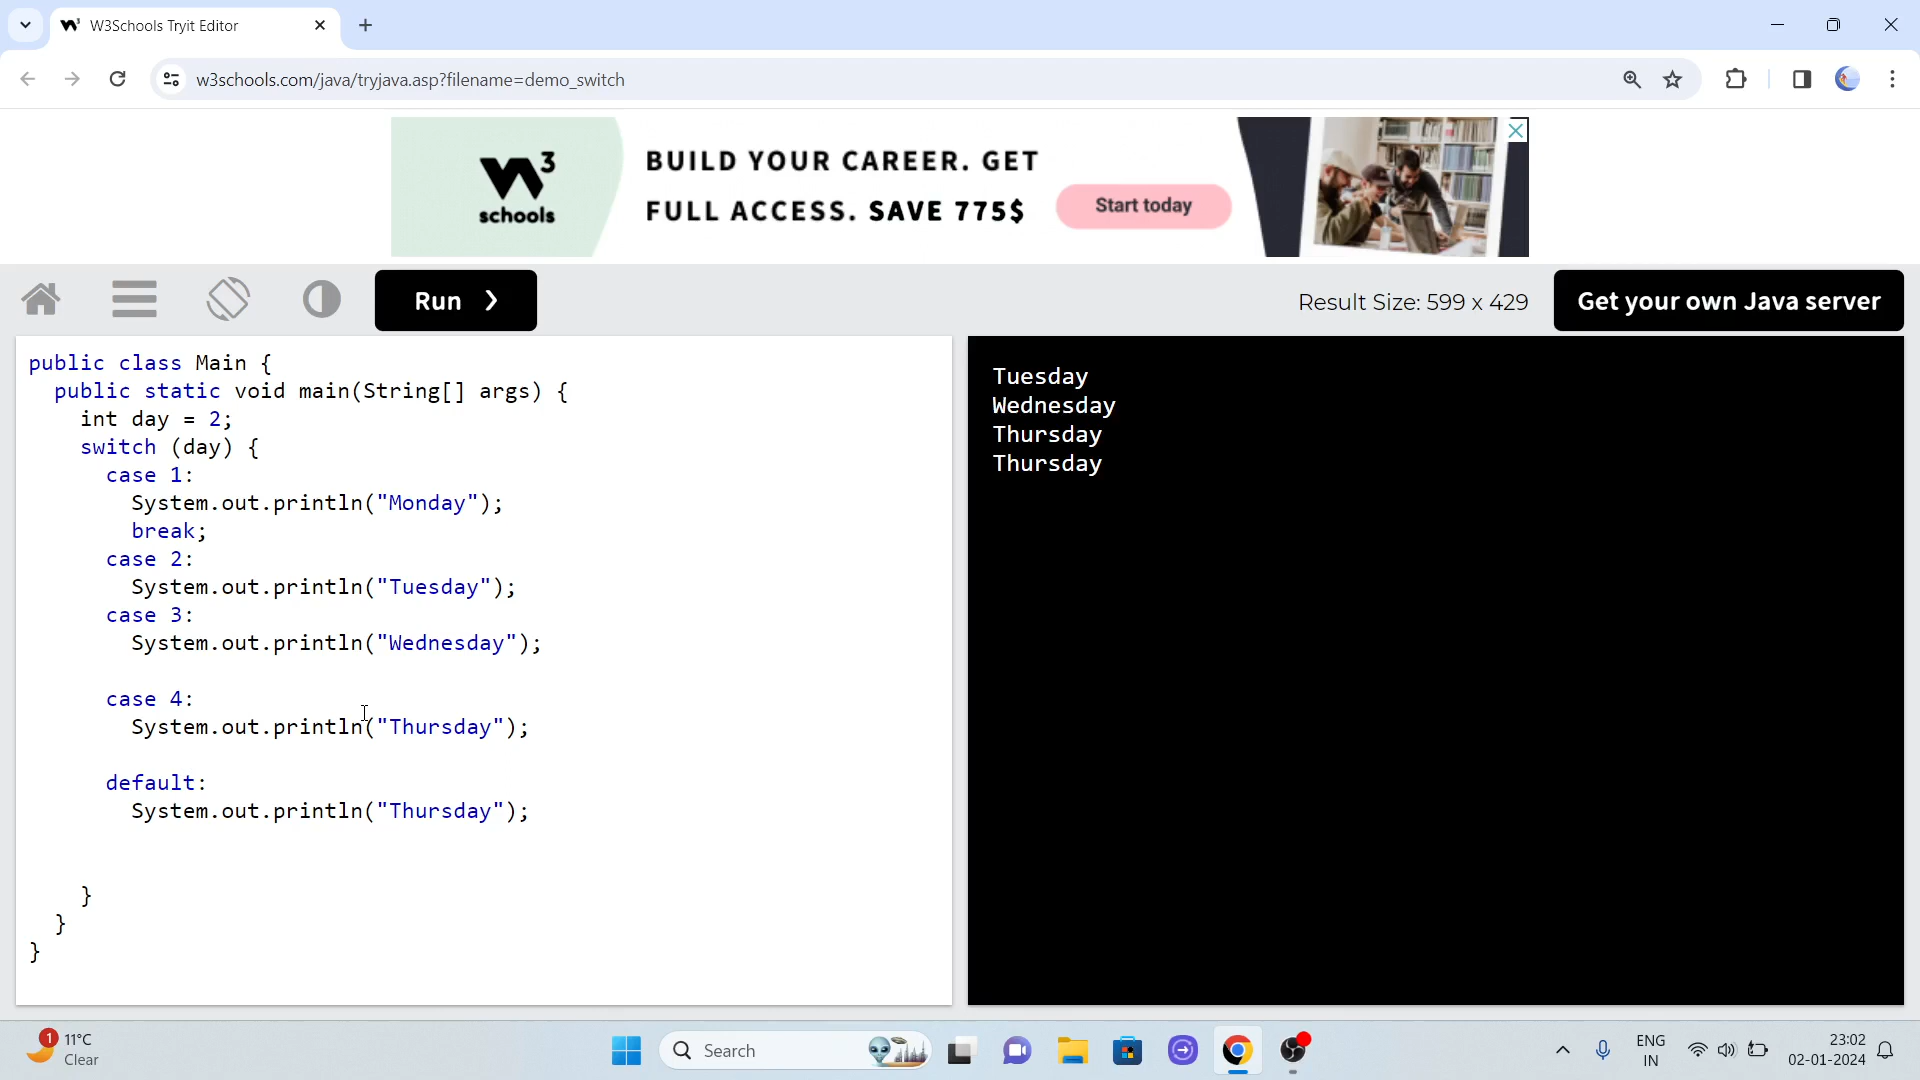 W3Schools Tryit Editor
w3schools.com/java/tryjava.asp?filename=demo_switch
W3
schools
BUILD YOUR CAREER. GET
FULL ACCESS. SAVE 775$
Start today
Run ❯
Result Size: 599 x 429
Get your own Java server
public class Main {
  public static void main(String[] args) {
    int day = 2;
    switch (day) {
      case 1:
        System.out.println("Monday");
        break;
      case 2:
        System.out.println("Tuesday");
      case 3:
        System.out.println("Wednesday");
      case 4:
        System.out.println("Thursday");
      default:
        System.out.println("Thursday");
    }
  }
}
Tuesday
Wednesday
Thursday
Thursday
1
11°C
Clear
Search
ENG
IN
23:02
02-01-2024